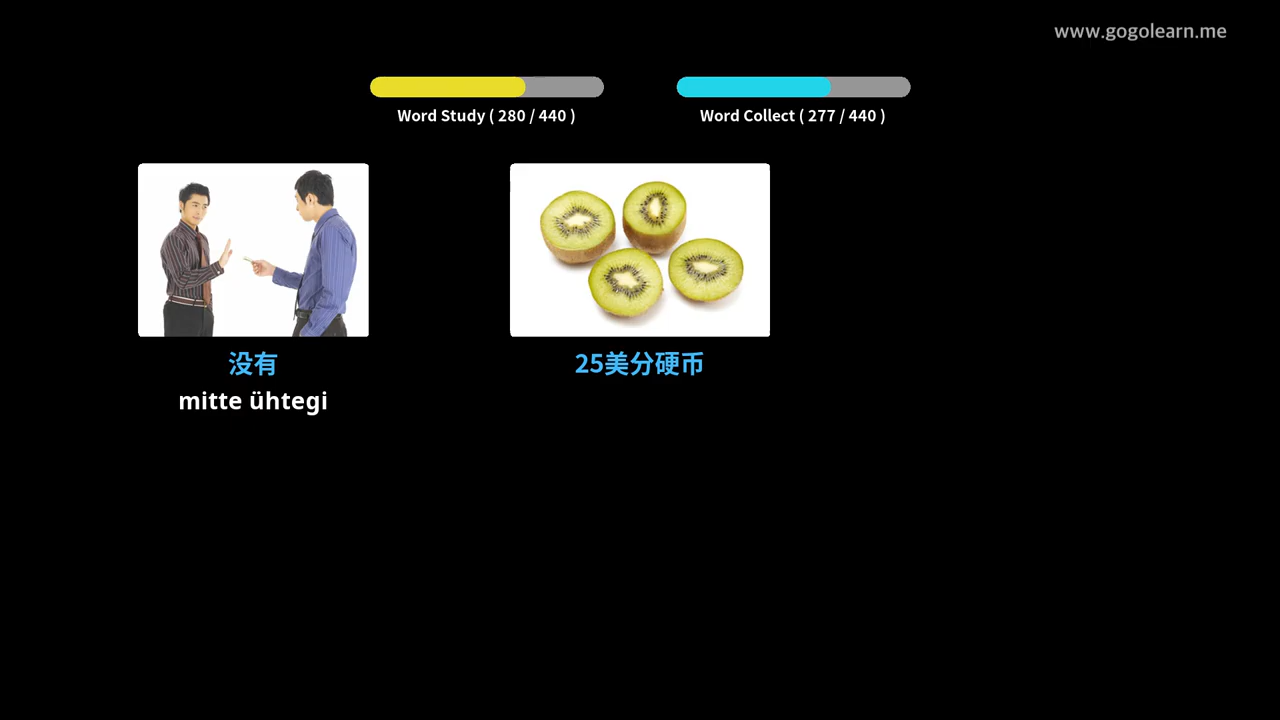 www.gogolearn.me
Word Study ( 280 / 440 )
Word Collect ( 277 / 440 )
没有
mitte ühtegi
25美分硬币